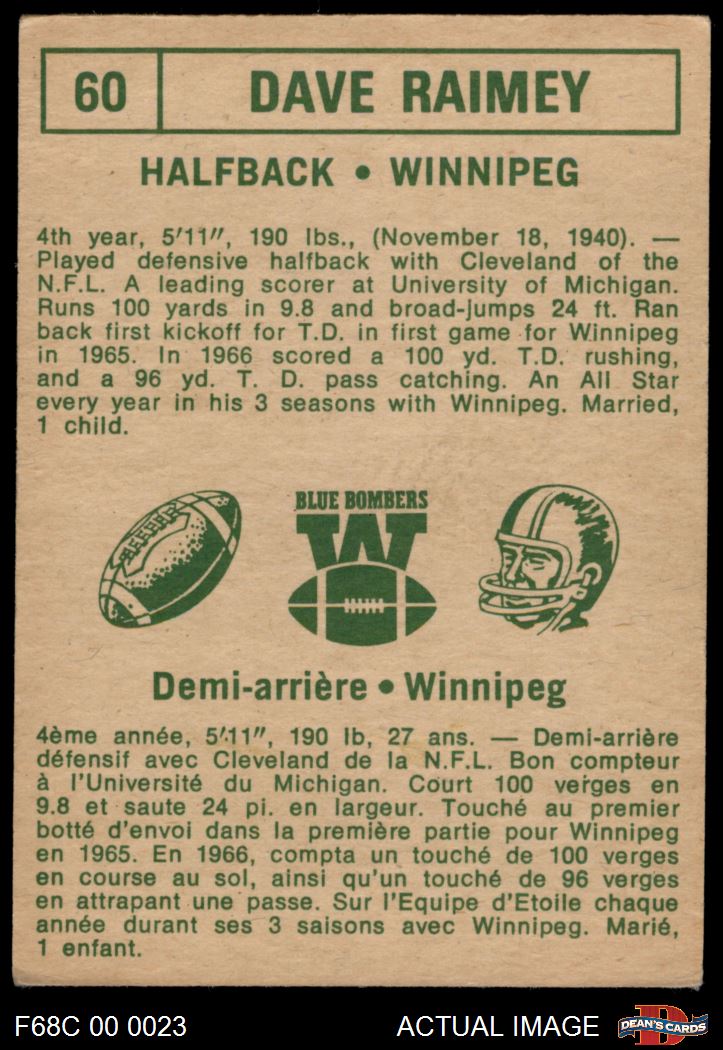 60 DAVE RAIMEY
HALFBACK • WINNIPEG
4th year, 5'11", 190 lbs., (November 18, 1940). —
Played defensive halfback with Cleveland of the
N.F.L. A leading scorer at University of Michigan.
Runs 100 yards in 9.8 and broad-jumps 24 ft. Ran
back first kickoff for T.D. in first game for Winnipeg
in 1965. In 1966 scored a 100 yd. T.D. rushing,
and a 96 yd. T. D. pass catching. An All Star
every year in his 3 seasons with Winnipeg. Married,
1 child.
BLUE BOMBERS
W
Demi-arrière • Winnipeg
4ème année, 5'11", 190 lb, 27 ans. — Demi-arrière
défensif avec Cleveland de la N.F.L. Bon compteur
à l'Université du Michigan. Court 100 verges en
9.8 et saute 24 pi. en largeur. Touché au premier
botté d'envoi dans la première partie pour Winnipeg
en 1965. En 1966, compta un touché de 100 verges
en course au sol, ainsi qu'un touché de 96 verges
en attrapant une passe. Sur l'Equipe d'Etoile chaque
année durant ses 3 saisons avec Winnipeg. Marié,
1 enfant.
F68C 00 0023 ACTUAL IMAGE D DEAN'S CARDS